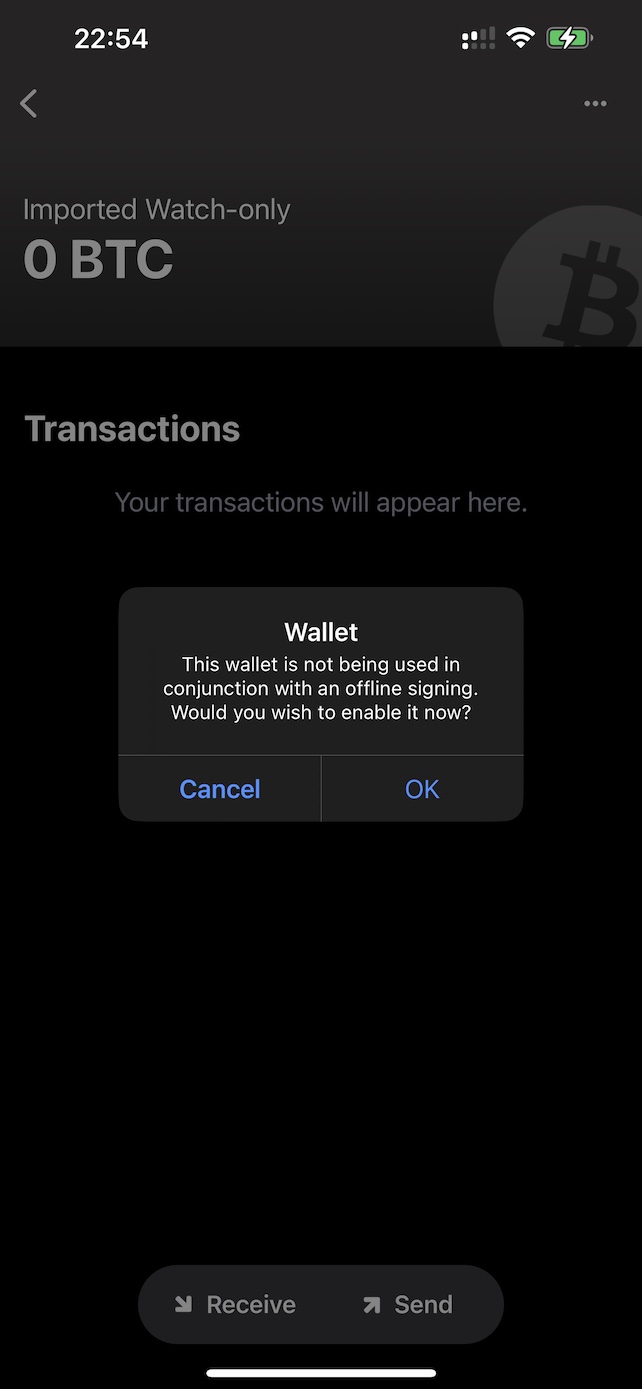 22:54
Imported Watch-only
0 BTC
Transactions
Your transactions will appear here.
Wallet
This wallet is not being used in
conjunction with an offline signing.
Would you wish to enable it now?
Cancel OK
Receive Send